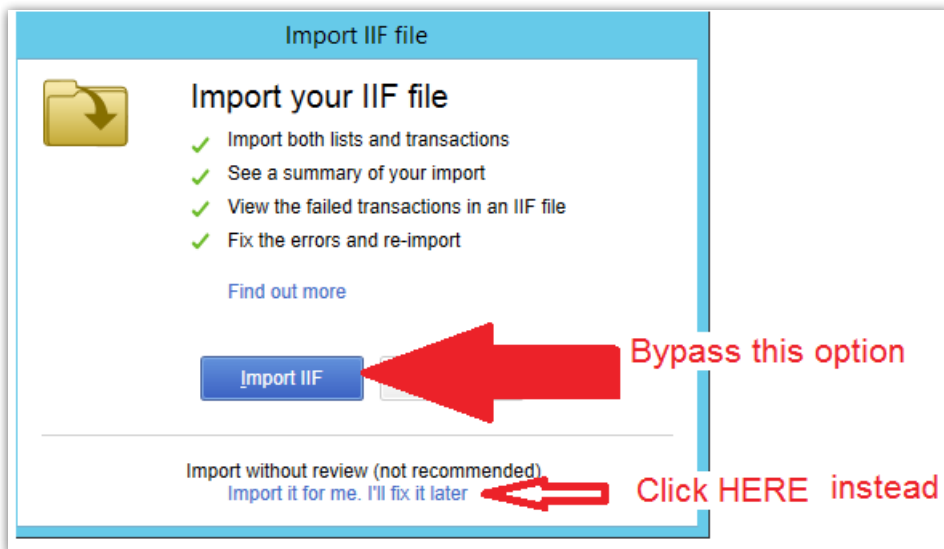 Import IIF file
Import your IIF file
Import both lists and transactions
See a summary of your import
View the failed transactions in an IIF file
Fix the errors and re-import
Find out more
Import IIF
Bypass this option
Import without review (not recommended)
Import it for me. I'll fix it later
Click HERE instead